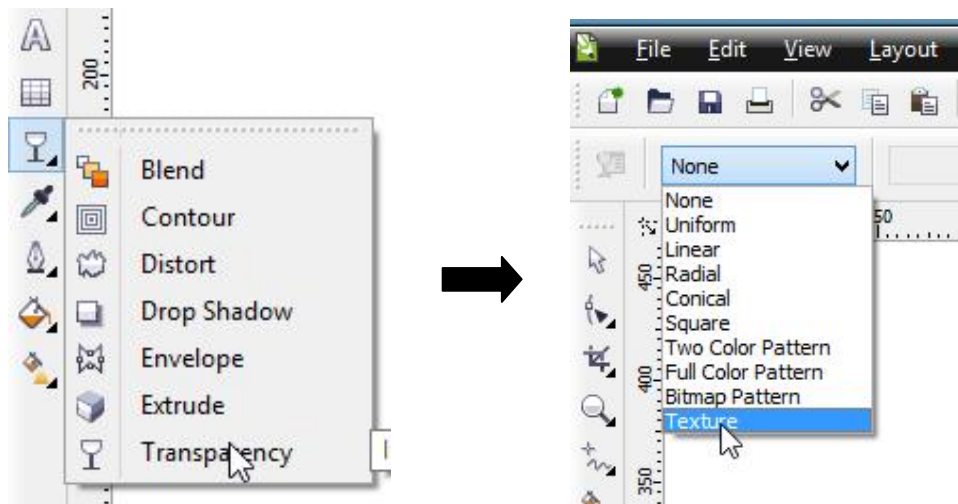 200
Blend
Contour
Distort
Drop Shadow
Envelope
Extrude
Transparency
File Edit View Layout
None
None
Uniform
Linear
Radial
Conical
Square
Two Color Pattern
Full Color Pattern
Bitmap Pattern
Texture
50
450
400
350